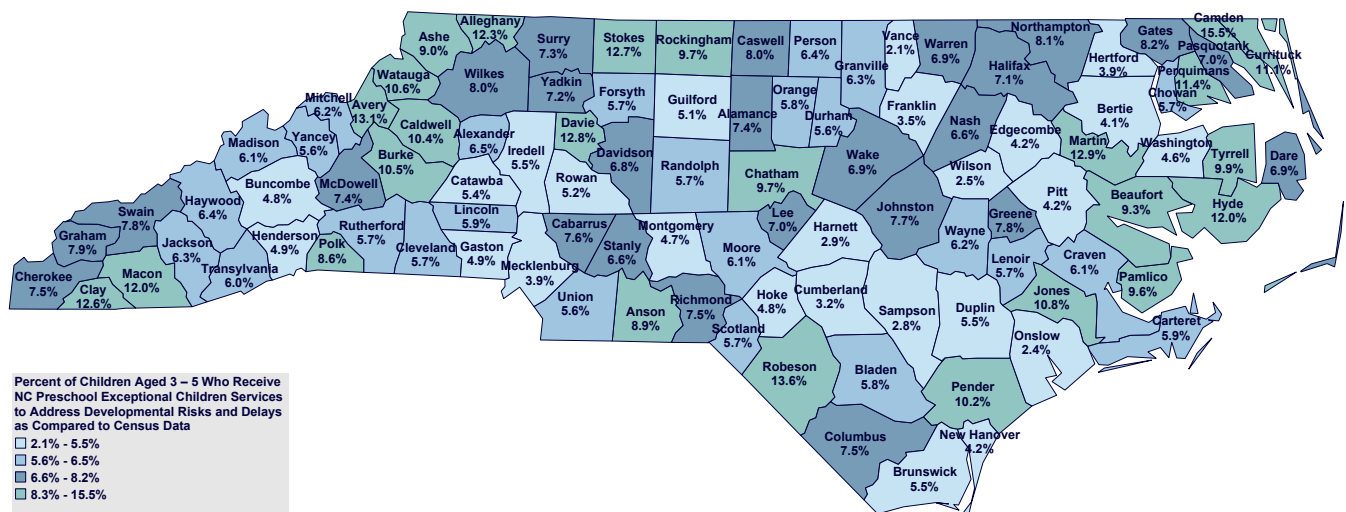 Alleghany
12.3%
Ashe
9.0%
Surry
7.3%
Stokes
12.7%
Rockingham
9.7%
Caswell
8.0%
Person
6.4%
Vance
2.1%
Granville
6.3%
Warren
6.9%
Northampton
8.1%
Halifax
7.1%
Hertford
3.9%
Gates
8.2%
Camden
15.5%
Pasquotank
7.0%
Currituck
11.1%
Perquimans
11.4%
Chowan
5.7%
Watauga
10.6%
Wilkes
8.0%
Yadkin
7.2%
Forsyth
5.7%
Guilford
5.1%
Alamance
7.4%
Orange
5.8%
Durham
5.6%
Franklin
3.5%
Nash
6.6%
Edgecombe
4.2%
Bertie
4.1%
Martin
12.9%
Washington
4.6%
Tyrrell
9.9%
Dare
6.9%
Mitchell
6.2%
Avery
13.1%
Caldwell
10.4%
Alexander
6.5%
Iredell
5.5%
Davie
12.8%
Davidson
6.8%
Randolph
5.7%
Chatham
9.7%
Wake
6.9%
Wilson
2.5%
Pitt
4.2%
Beaufort
9.3%
Hyde
12.0%
Madison
6.1%
Yancey
5.6%
Burke
10.5%
McDowell
7.4%
Buncombe
4.8%
Catawba
5.4%
Rowan
5.2%
Haywood
6.4%
Swain
7.8%
Graham
7.9%
Jackson
6.3%
Henderson
4.9%
Polk
8.6%
Rutherford
5.7%
Cleveland
5.7%
Lincoln
5.9%
Gaston
4.9%
Mecklenburg
3.9%
Cabarrus
7.6%
Stanly
6.6%
Montgomery
4.7%
Moore
6.1%
Lee
7.0%
Harnett
2.9%
Johnston
7.7%
Wayne
6.2%
Greene
7.8%
Lenoir
5.7%
Craven
6.1%
Pamlico
9.6%
Cherokee
7.5%
Clay
12.6%
Macon
12.0%
Transylvania
6.0%
Union
5.6%
Anson
8.9%
Richmond
7.5%
Scotland
5.7%
Hoke
4.8%
Cumberland
3.2%
Sampson
2.8%
Duplin
5.5%
Jones
10.8%
Onslow
2.4%
Carteret
5.9%
Robeson
13.6%
Bladen
5.8%
Pender
10.2%
Columbus
7.5%
New Hanover
4.2%
Brunswick
5.5%
Percent of Children Aged 3 – 5 Who Receive
NC Preschool Exceptional Children Services
to Address Developmental Risks and Delays
as Compared to Census Data
2.1% - 5.5%
5.6% - 6.5%
6.6% - 8.2%
8.3% - 15.5%